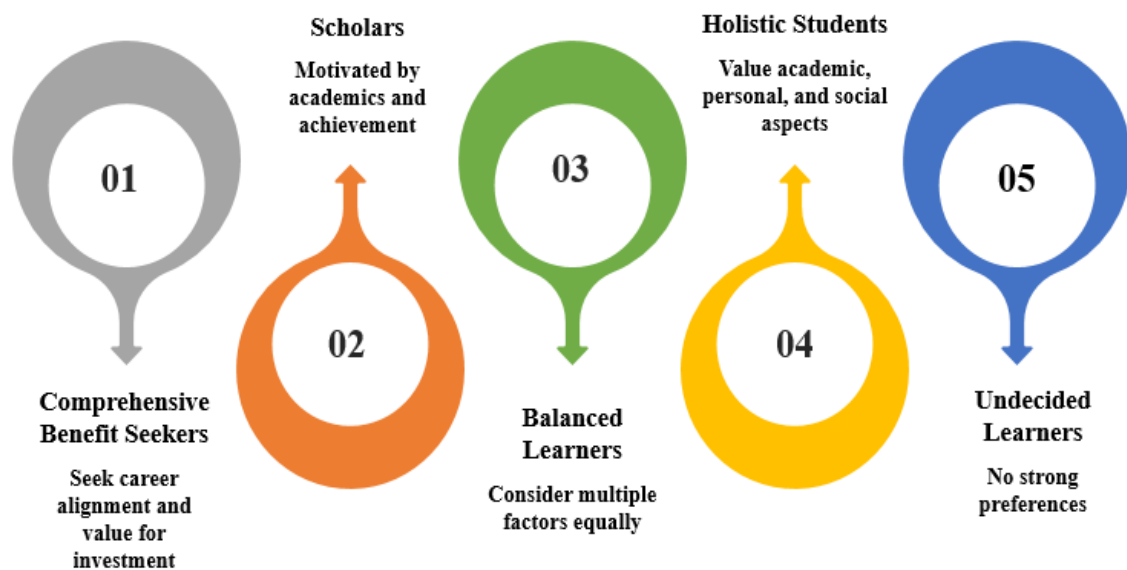 01
Comprehensive
Benefit Seekers
Seek career
alignment and
value for
investment
Scholars
Motivated by
academics and
achievement
02
03
Balanced
Learners
Consider multiple
factors equally
Holistic Students
Value academic,
personal, and social
aspects
04
05
Undecided
Learners
No strong
preferences